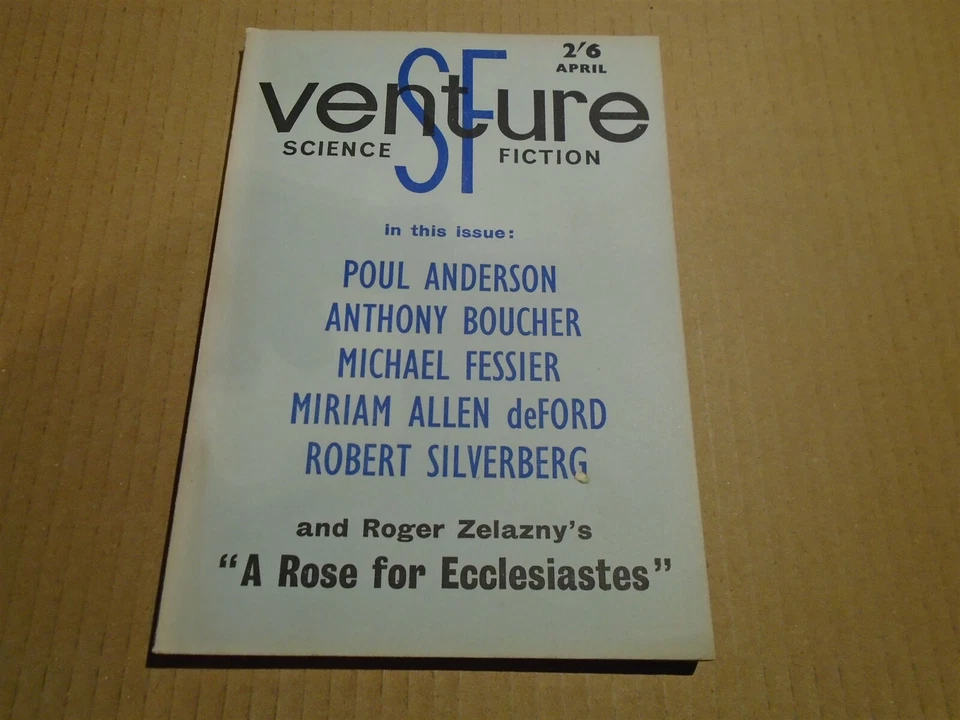 2/6
APRIL
SF
venture
SCIENCE FICTION
in this issue:
POUL ANDERSON
ANTHONY BOUCHER
MICHAEL FESSIER
MIRIAM ALLEN deFORD
ROBERT SILVERBERG
and Roger Zelazny's
“A Rose for Ecclesiastes”